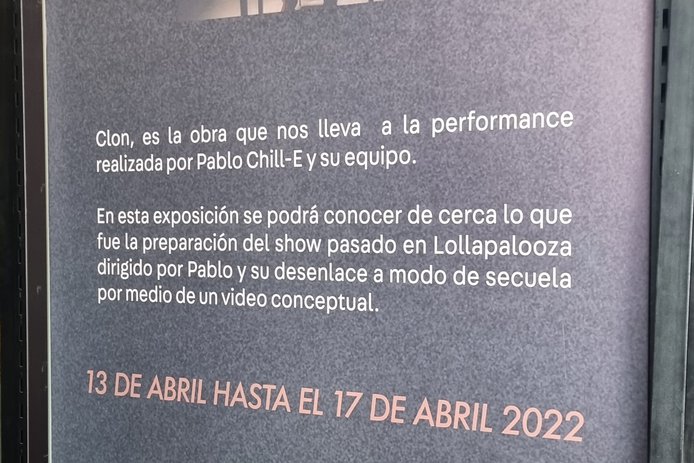 Clon, es la obra que nos lleva a la performance
realizada por Pablo Chill-E y su equipo.
En esta exposición se podrá conocer de cerca lo que
fue la preparación del show pasado en Lollapalooza
dirigido por Pablo y su desenlace a modo de secuela
por medio de un video conceptual.
13 DE ABRIL HASTA EL 17 DE ABRIL 2022